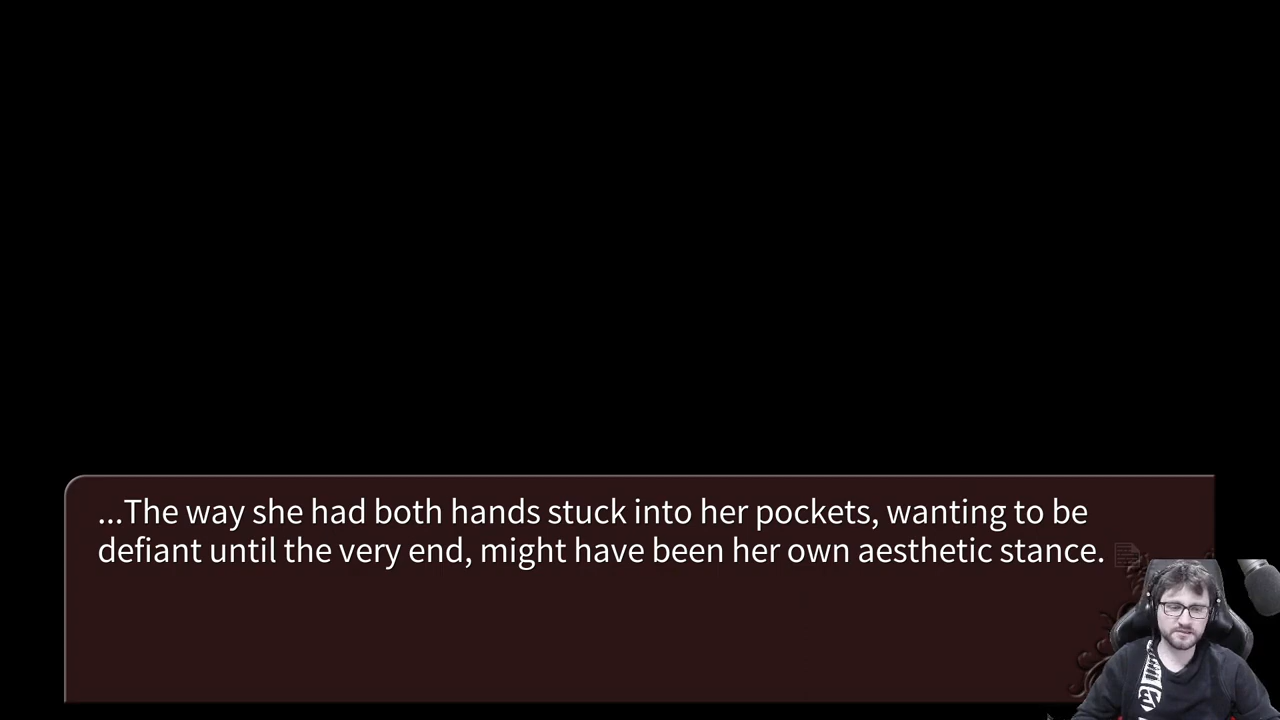 ...The way she had both hands stuck into her pockets, wanting to be
defiant until the very end, might have been her own aesthetic stance.